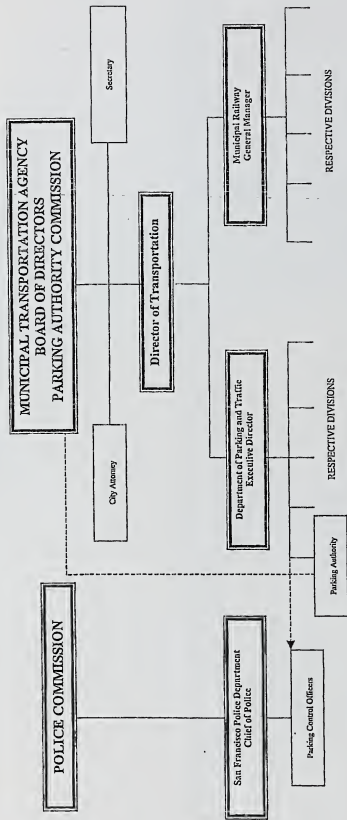 MUNICIPAL TRANSPORTATION AGENCY
BOARD OF DIRECTORS
PARKING AUTHORITY COMMISSION
POLICE COMMISSION
City Attorney
Secretary
Director of Transportation
San Francisco Police Department
Chief of Police
Department of Parking and Traffic
Executive Director
Municipal Railway
General Manager
Parking Control Officers
Parking Authority
RESPECTIVE DIVISIONS
RESPECTIVE DIVISIONS